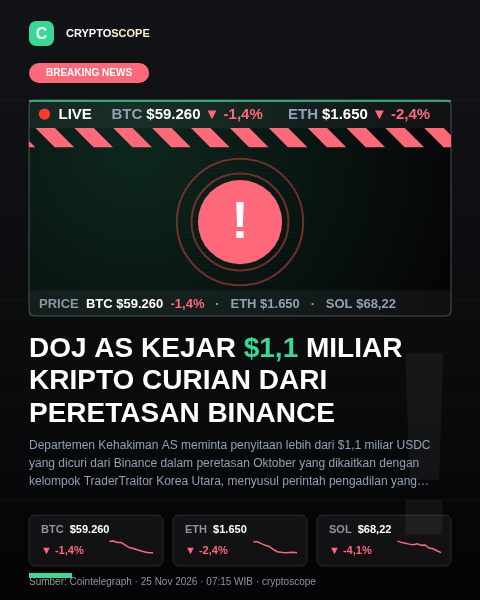 C CRYPTOSCOPE
BREAKING NEWS
LIVE BTC $59.260 ▼ -1,4% ETH $1.650 ▼ -2,4%
!
PRICE BTC $59.260 -1,4% · ETH $1.650 · SOL $68,22
DOJ AS KEJAR $1,1 MILIAR
KRIPTO CURIAN DARI
PERETASAN BINANCE
Departemen Kehakiman AS meminta penyitaan lebih dari $1,1 miliar USDC
yang dicuri dari Binance dalam peretasan Oktober yang dikaitkan dengan
kelompok TraderTraitor Korea Utara, menyusul perintah pengadilan yang…
BTC $59.260
▼ -1,4%
ETH $1.650
▼ -2,4%
SOL $68,22
▼ -4,1%
Sumber: Cointelegraph · 25 Nov 2026 · 07:15 WIB · cryptoscope